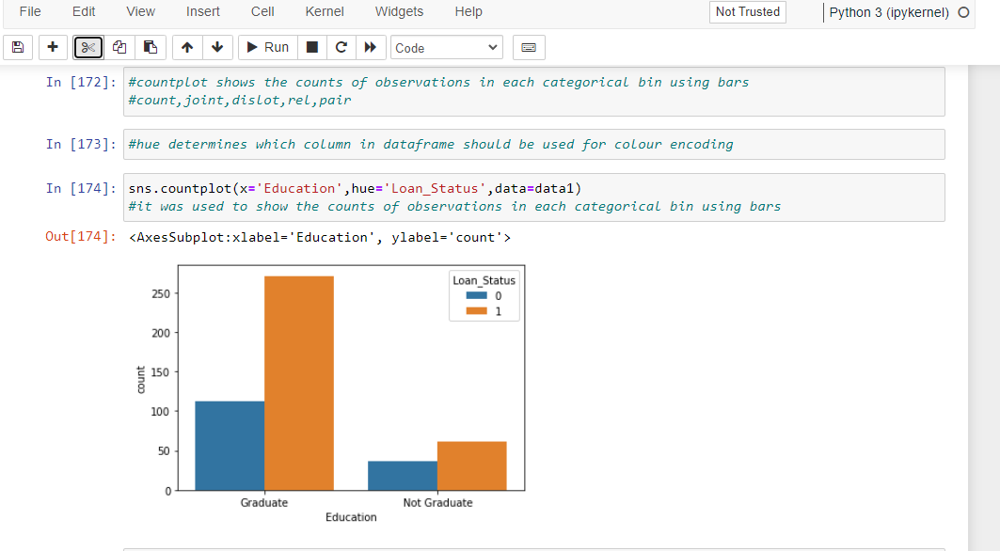 File Edit View Insert Cell Kernel Widgets Help Not Trusted Python 3 (ipykernel)
Run Code
In [172]: #countplot shows the counts of observations in each categorical bin using bars
#count,joint,dislot,rel,pair
In [173]: #hue determines which column in dataframe should be used for colour encoding
In [174]: sns.countplot(x='Education',hue='Loan_Status',data=data1)
#it was used to show the counts of observations in each categorical bin using bars
Out[174]: <AxesSubplot:xlabel='Education', ylabel='count'>
Loan_Status
0
1
250
200
150
100
50
0
count
Graduate Not Graduate
Education